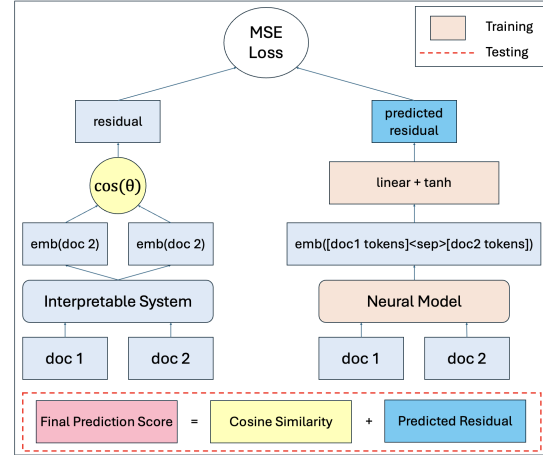 MSE
Loss
Training
Testing
residual
predicted
residual
cos(θ)
linear + tanh
emb(doc 2)
emb(doc 2)
emb([doc1 tokens]<sep>[doc2 tokens])
Interpretable System
Neural Model
doc 1
doc 2
doc 1
doc 2
Final Prediction Score = Cosine Similarity + Predicted Residual